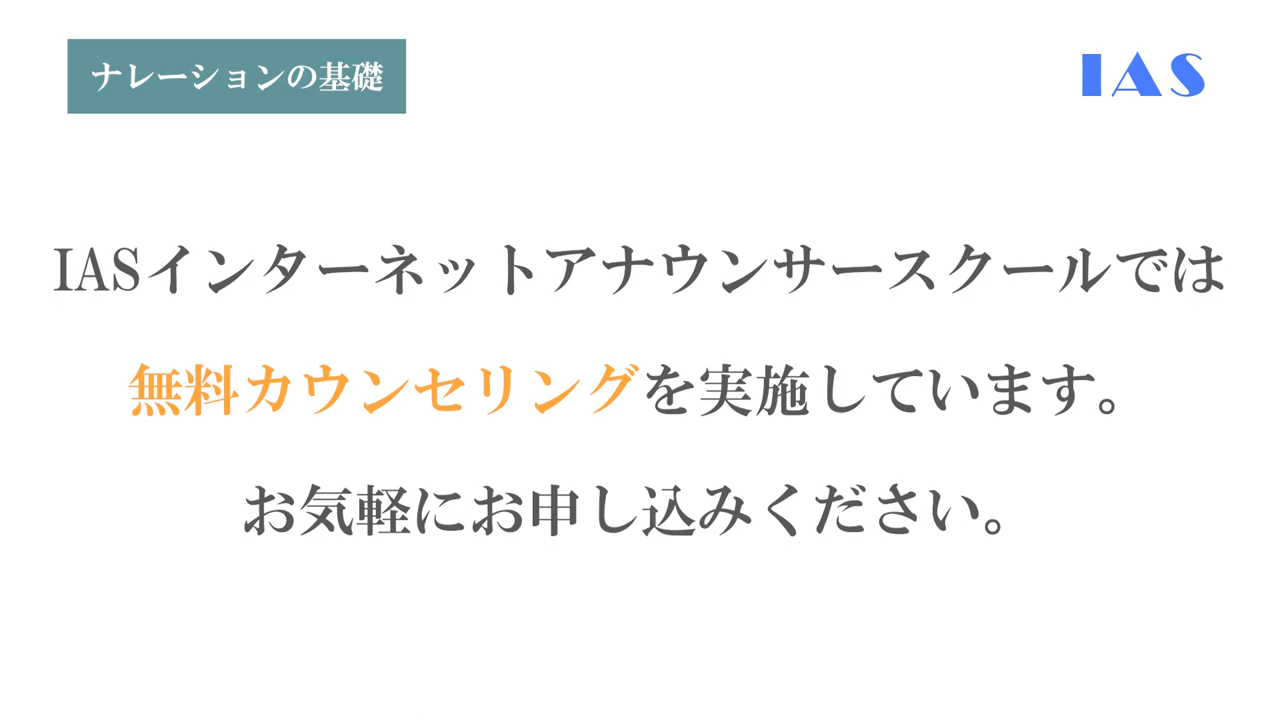 ナレーションの基礎
IAS
IASインターネットアナウンサースクールでは
無料カウンセリングを実施しています。
お気軽にお申し込みください。